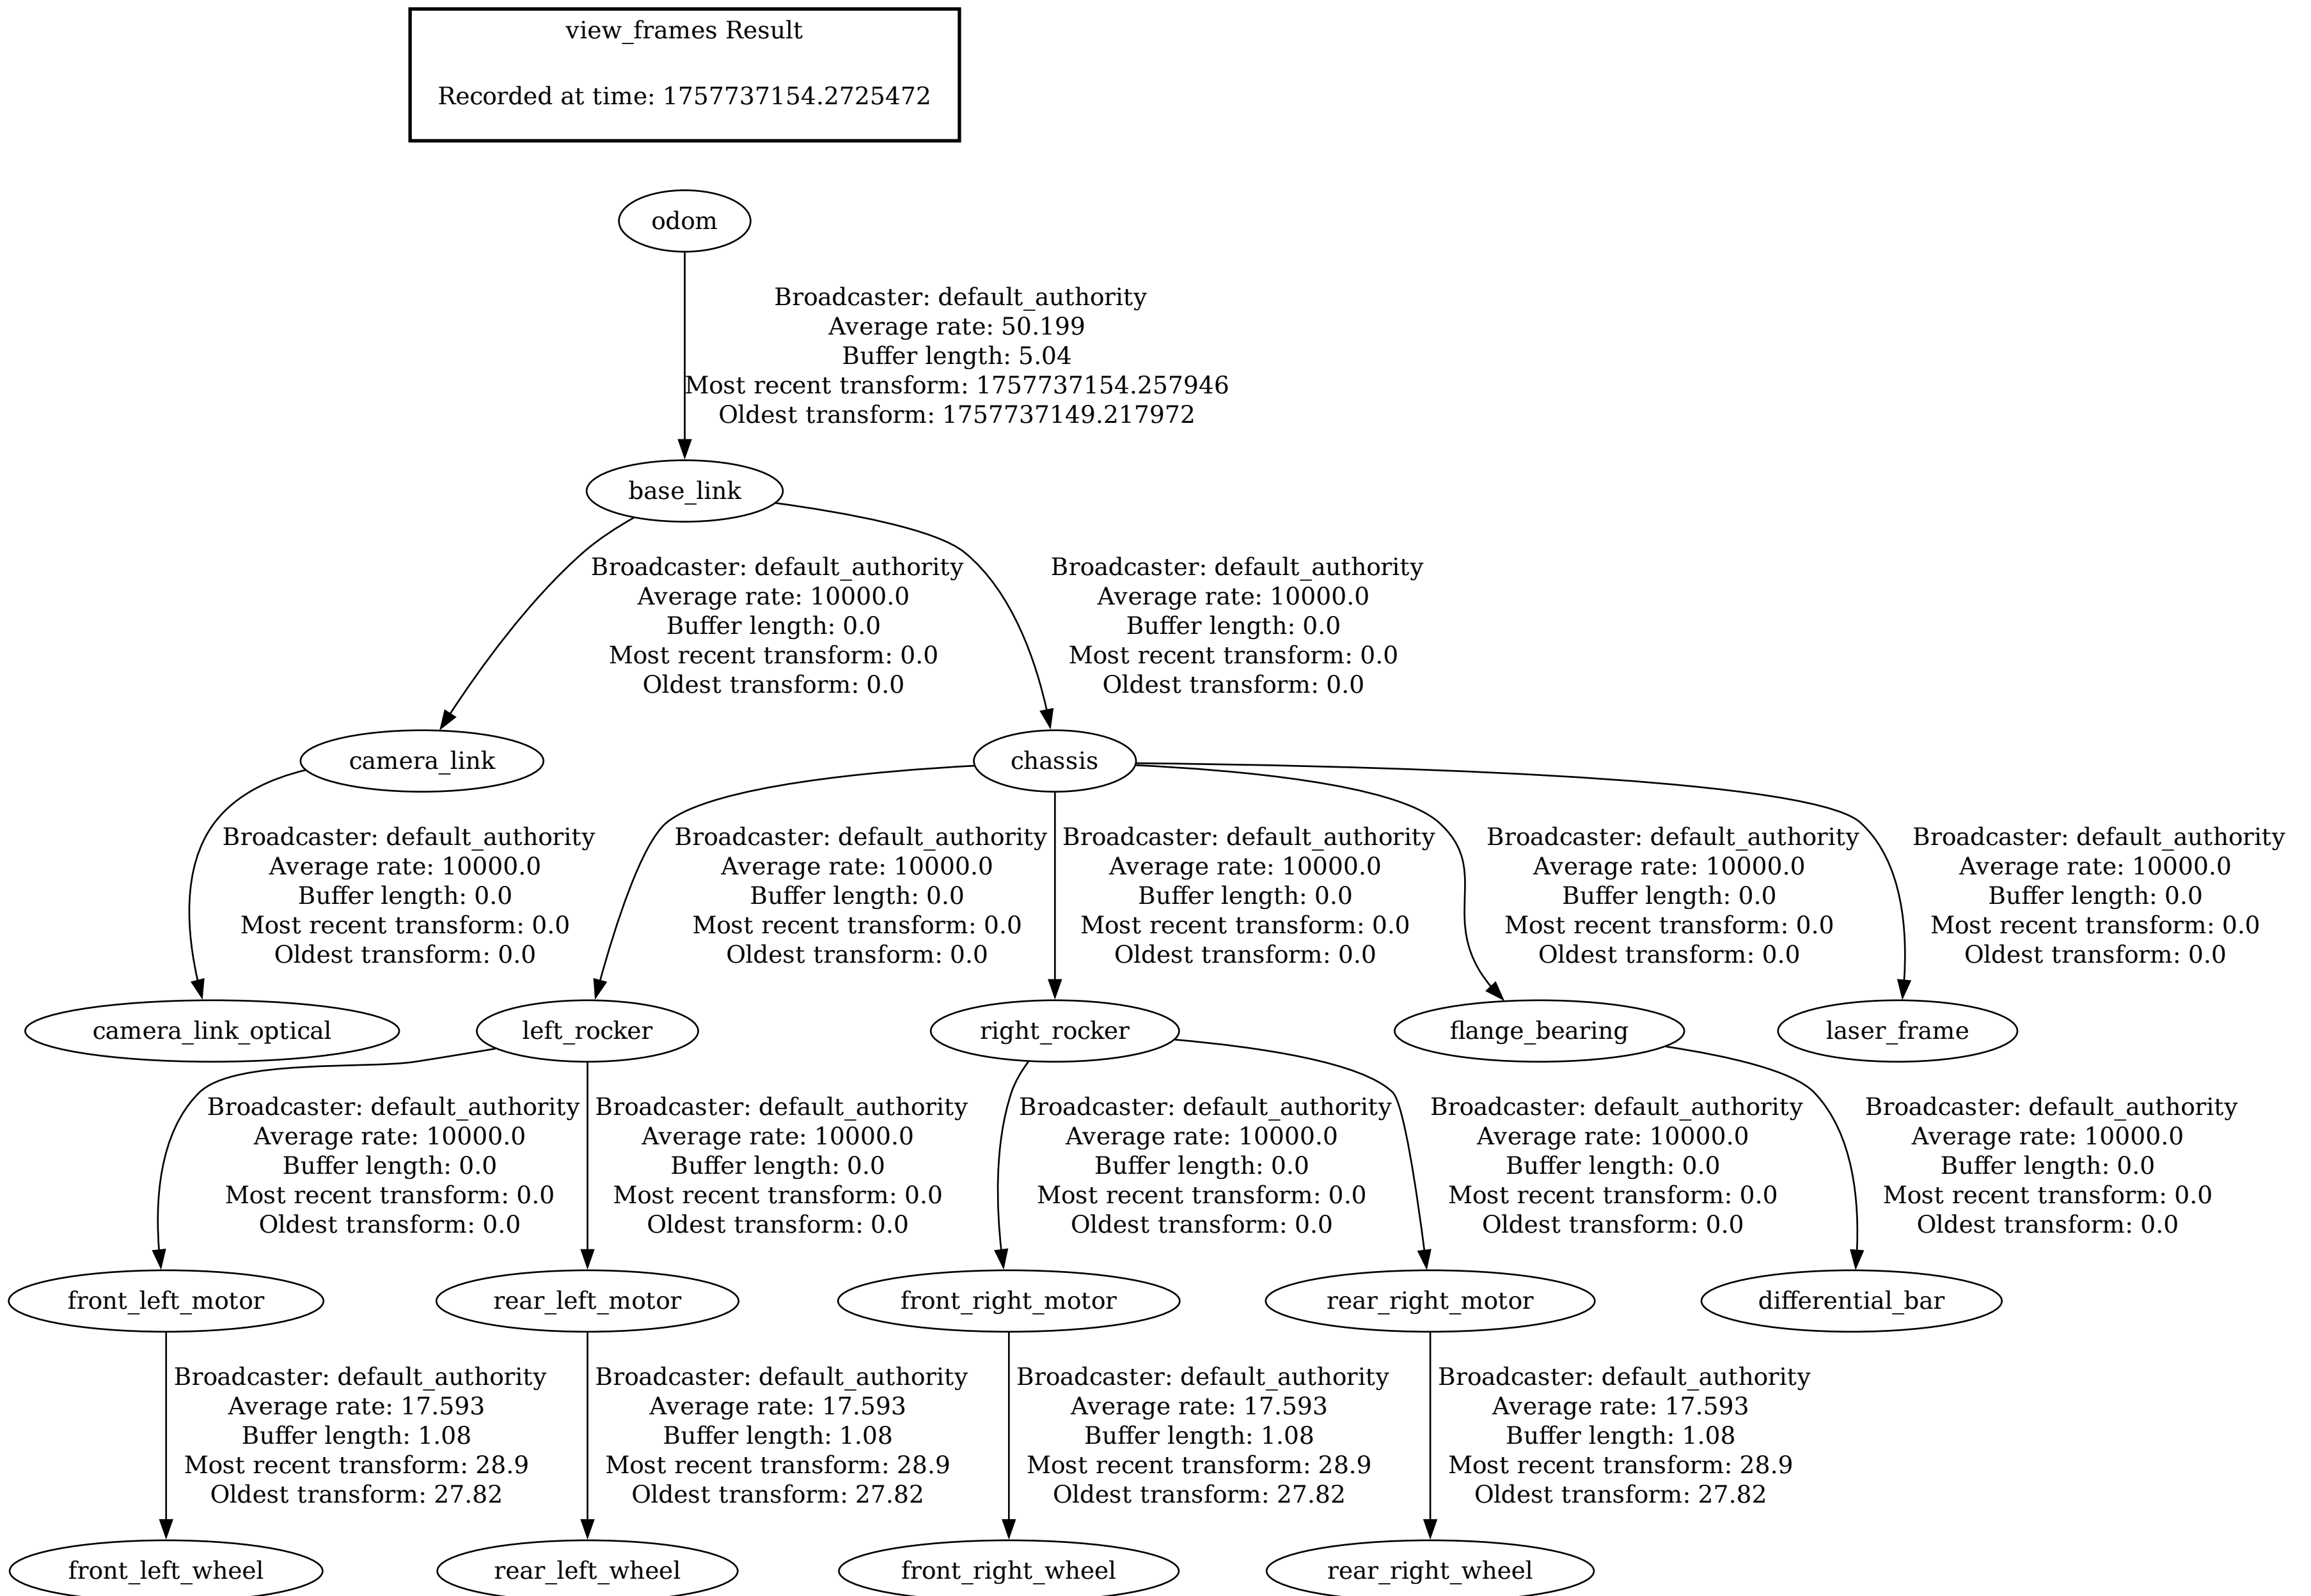 view_frames Result
Recorded at time: 1757737154.2725472
odom
Broadcaster: default_authority
Average rate: 50.199
Buffer length: 5.04
Most recent transform: 1757737154.257946
Oldest transform: 1757737149.217972
base_link
Broadcaster: default_authority
Average rate: 10000.0
Buffer length: 0.0
Most recent transform: 0.0
Oldest transform: 0.0
Broadcaster: default_authority
Average rate: 10000.0
Buffer length: 0.0
Most recent transform: 0.0
Oldest transform: 0.0
camera_link
chassis
Broadcaster: default_authority
Average rate: 10000.0
Buffer length: 0.0
Most recent transform: 0.0
Oldest transform: 0.0
Broadcaster: default_authority
Average rate: 10000.0
Buffer length: 0.0
Most recent transform: 0.0
Oldest transform: 0.0
Broadcaster: default_authority
Average rate: 10000.0
Buffer length: 0.0
Most recent transform: 0.0
Oldest transform: 0.0
Broadcaster: default_authority
Average rate: 10000.0
Buffer length: 0.0
Most recent transform: 0.0
Oldest transform: 0.0
Broadcaster: default_authority
Average rate: 10000.0
Buffer length: 0.0
Most recent transform: 0.0
Oldest transform: 0.0
camera_link_optical
left_rocker
right_rocker
flange_bearing
laser_frame
Broadcaster: default_authority
Average rate: 10000.0
Buffer length: 0.0
Most recent transform: 0.0
Oldest transform: 0.0
Broadcaster: default_authority
Average rate: 10000.0
Buffer length: 0.0
Most recent transform: 0.0
Oldest transform: 0.0
Broadcaster: default_authority
Average rate: 10000.0
Buffer length: 0.0
Most recent transform: 0.0
Oldest transform: 0.0
Broadcaster: default_authority
Average rate: 10000.0
Buffer length: 0.0
Most recent transform: 0.0
Oldest transform: 0.0
Broadcaster: default_authority
Average rate: 10000.0
Buffer length: 0.0
Most recent transform: 0.0
Oldest transform: 0.0
front_left_motor
rear_left_motor
front_right_motor
rear_right_motor
differential_bar
Broadcaster: default_authority
Average rate: 17.593
Buffer length: 1.08
Most recent transform: 28.9
Oldest transform: 27.82
Broadcaster: default_authority
Average rate: 17.593
Buffer length: 1.08
Most recent transform: 28.9
Oldest transform: 27.82
Broadcaster: default_authority
Average rate: 17.593
Buffer length: 1.08
Most recent transform: 28.9
Oldest transform: 27.82
Broadcaster: default_authority
Average rate: 17.593
Buffer length: 1.08
Most recent transform: 28.9
Oldest transform: 27.82
front_left_wheel
rear_left_wheel
front_right_wheel
rear_right_wheel